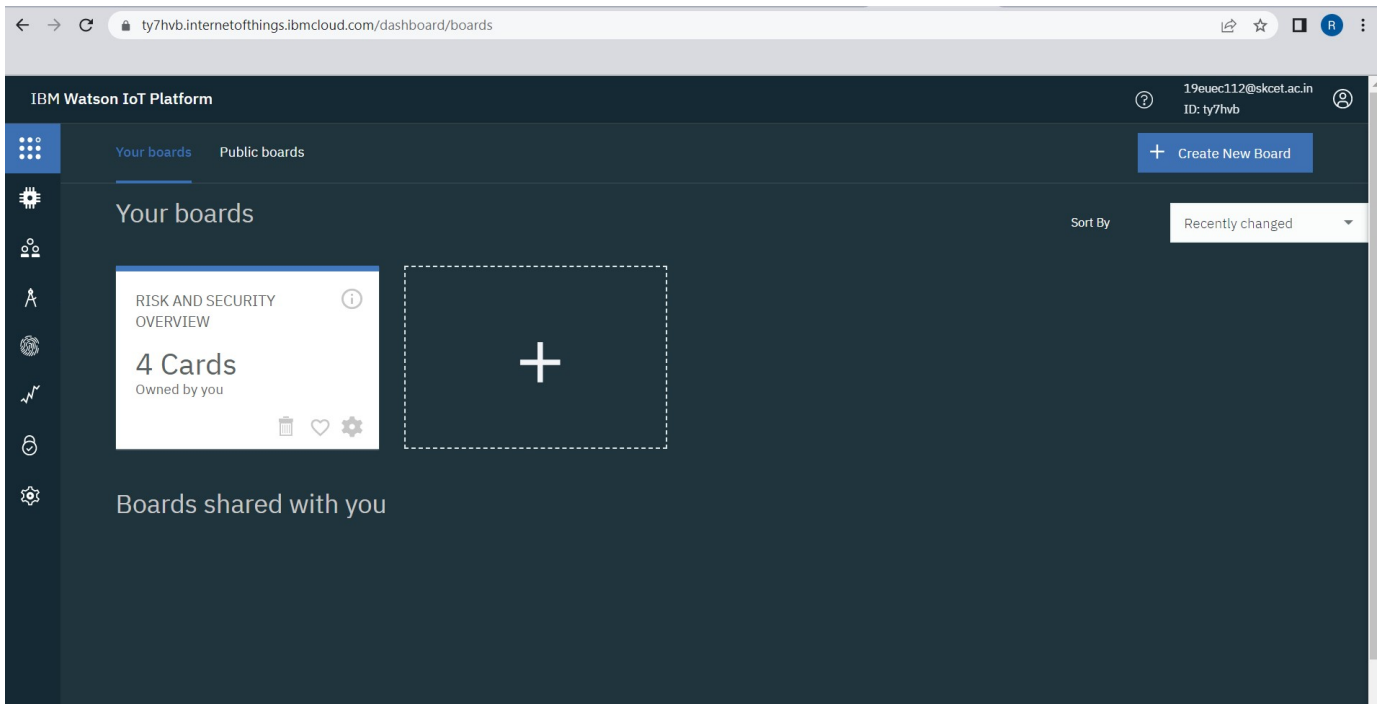 ty7hvb.internetofthings.ibmcloud.com/dashboard/boards
R
IBM Watson IoT Platform
19euec112@skcet.ac.in
ID: ty7hvb
Your boards
Public boards
Create New Board
Your boards
Sort By
Recently changed
RISK AND SECURITY
OVERVIEW
4 Cards
Owned by you
Boards shared with you